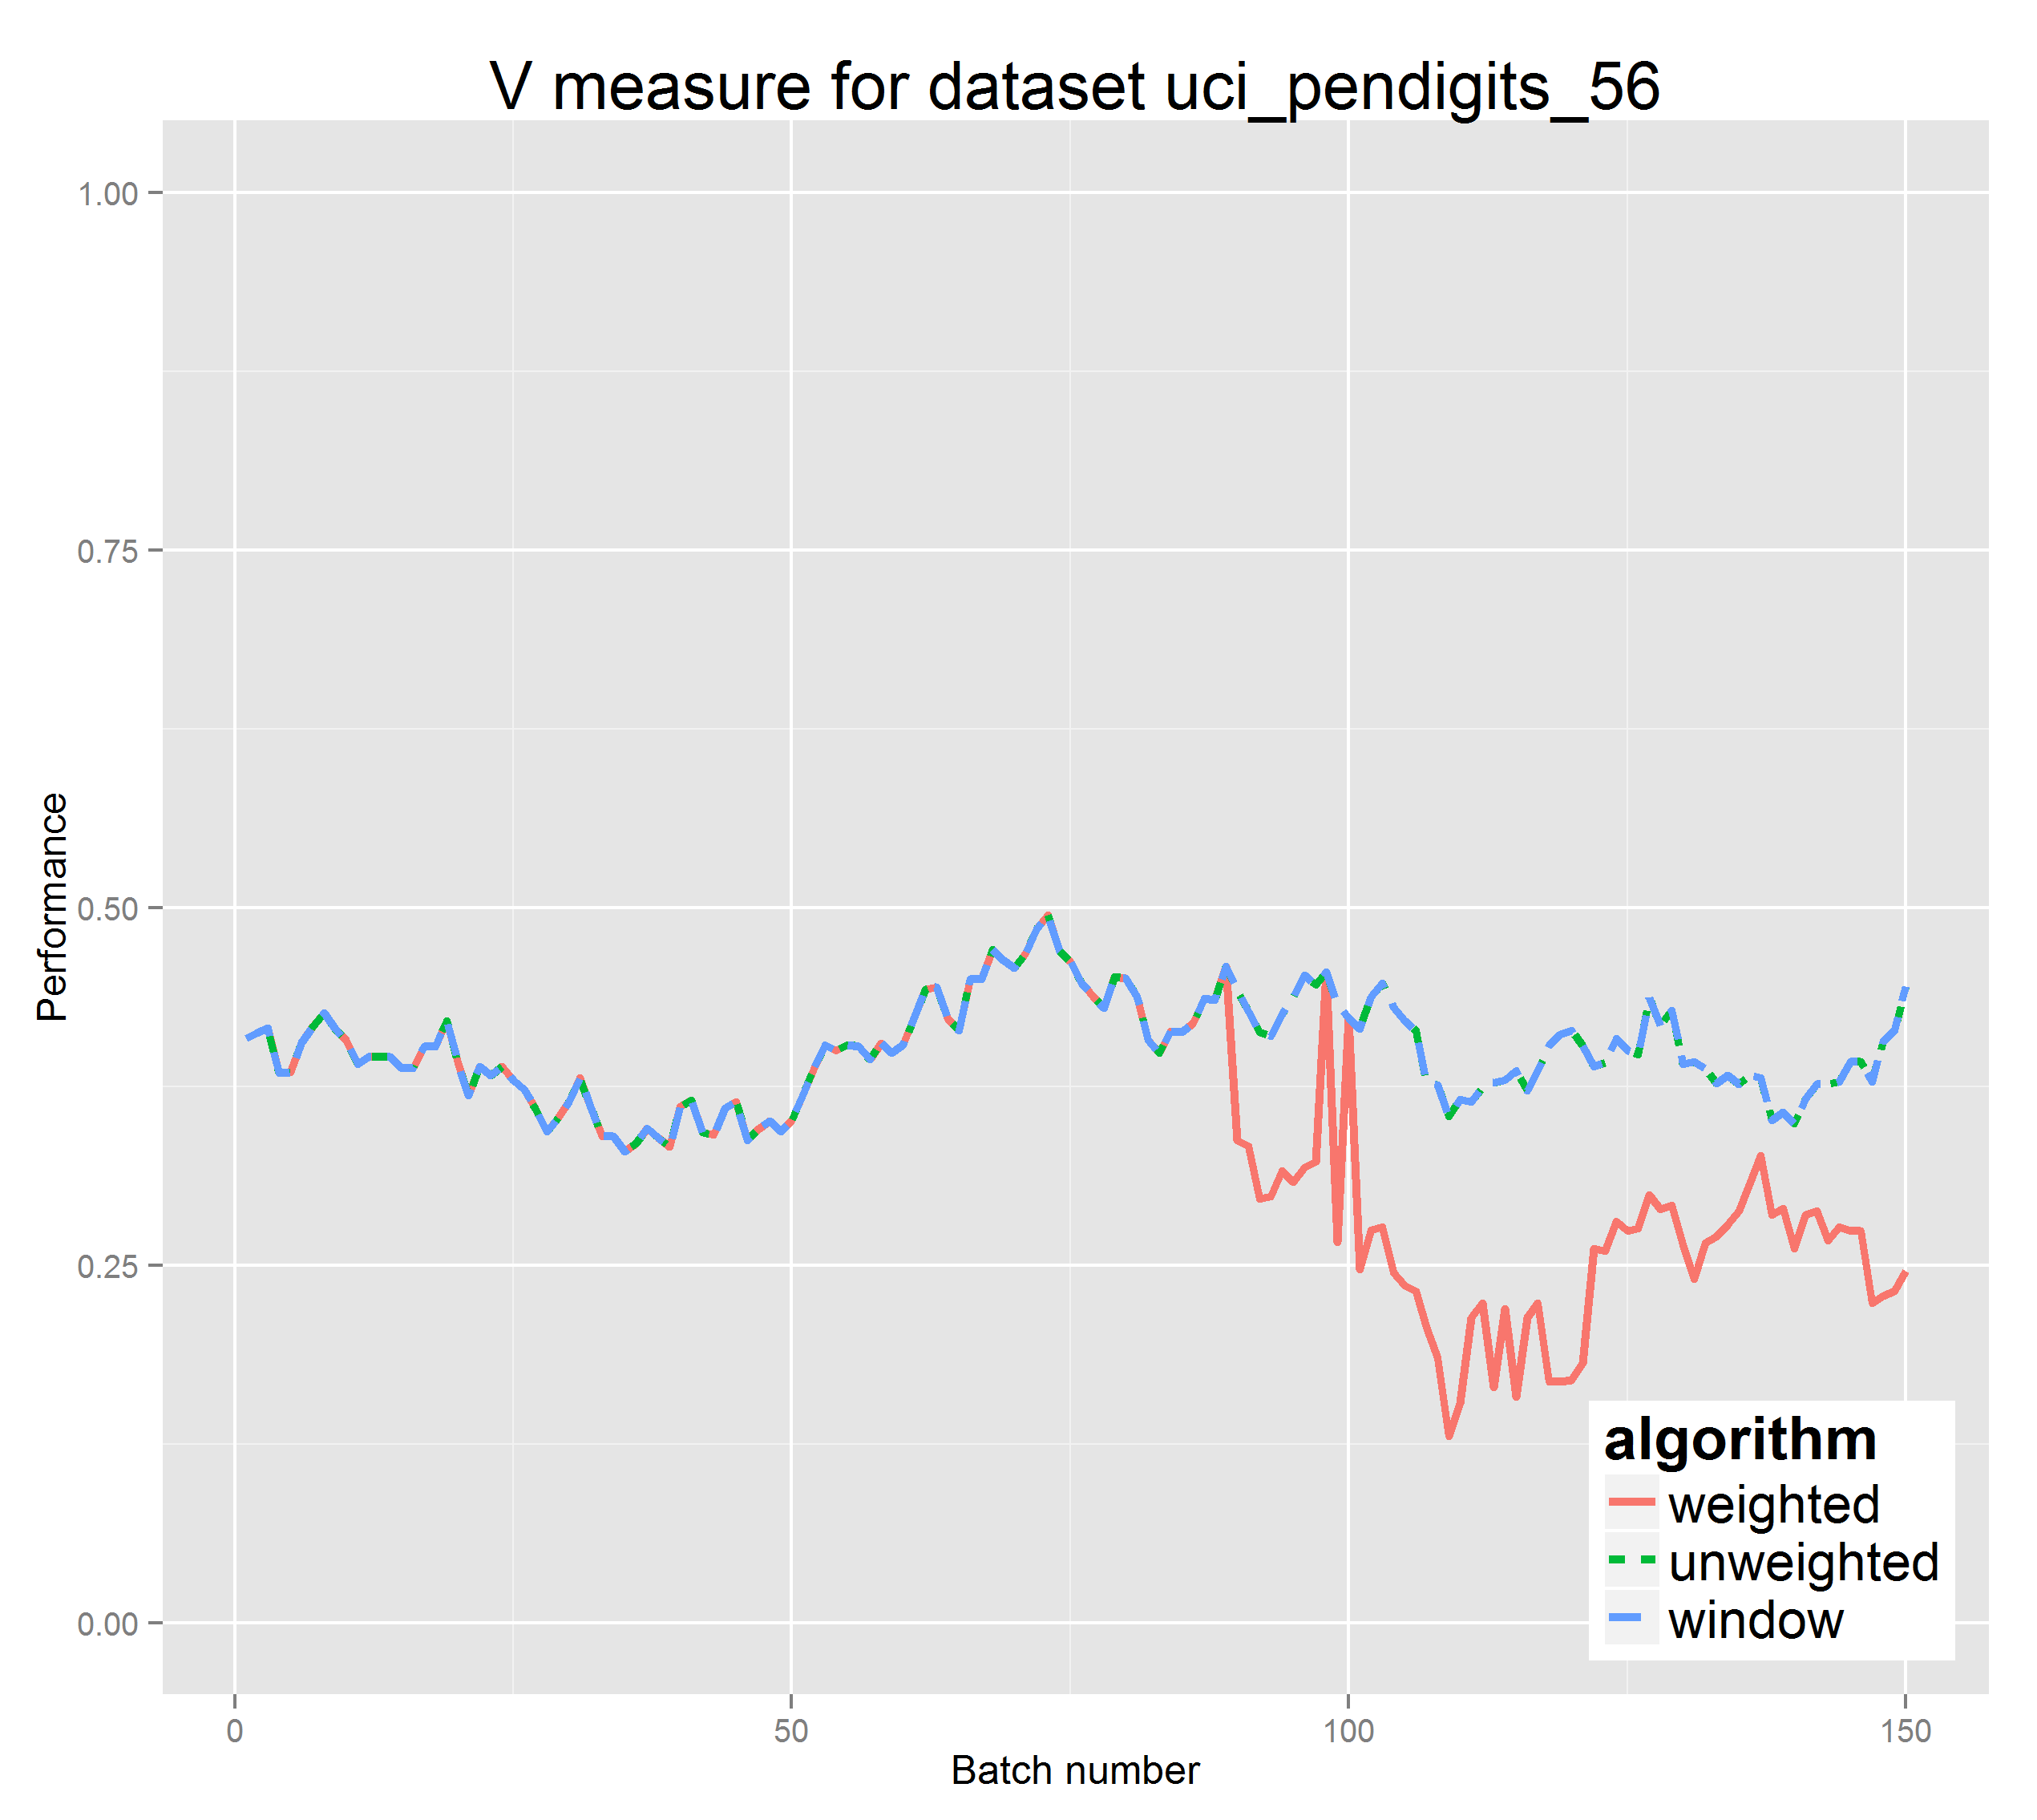 V measure for dataset uci_pendigits_56
1.00
0.75
0.50
0.25
0.00
Performance
0
50
100
150
Batch number
algorithm
weighted
unweighted
window